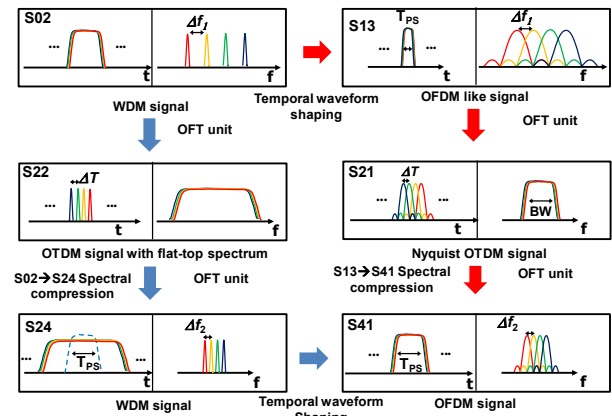 S02
Δf1
...
...
t
f
WDM signal
Temporal waveform
shaping
S13
TPS
Δf1
...
...
t
f
OFDM like signal
OFT unit
OFT unit
S22
ΔT
...
...
t
f
OTDM signal with flat-top spectrum
S21
ΔT
...
...
BW
t
f
Nyquist OTDM signal
S02→S24 Spectral
compression
OFT unit
S13→S41 Spectral
compression
OFT unit
S24
Δf2
...
...
TPS
t
f
WDM signal
Temporal waveform
Shaping
S41
Δf2
...
...
TPS
t
f
OFDM signal